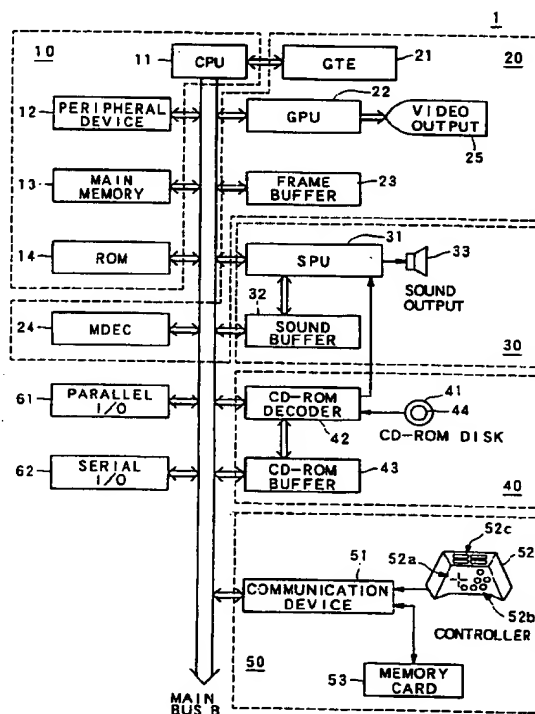 1
10
11
CPU
GTE
21
20
12
PERIPHERAL
DEVICE
22
GPU
VIDEO
OUTPUT
25
13
MAIN
MEMORY
FRAME
BUFFER
23
14
ROM
31
SPU
33
SOUND
OUTPUT
32
SOUND
BUFFER
30
24
MDEC
61
PARALLEL
I/O
CD-ROM
DECODER
42
41
44
CD-ROM DISK
62
SERIAL
I/O
CD-ROM
BUFFER
43
40
52c
52a
52
52b
51
COMMUNICATION
DEVICE
CONTROLLER
50
53
MEMORY
CARD
MAIN
BUS B